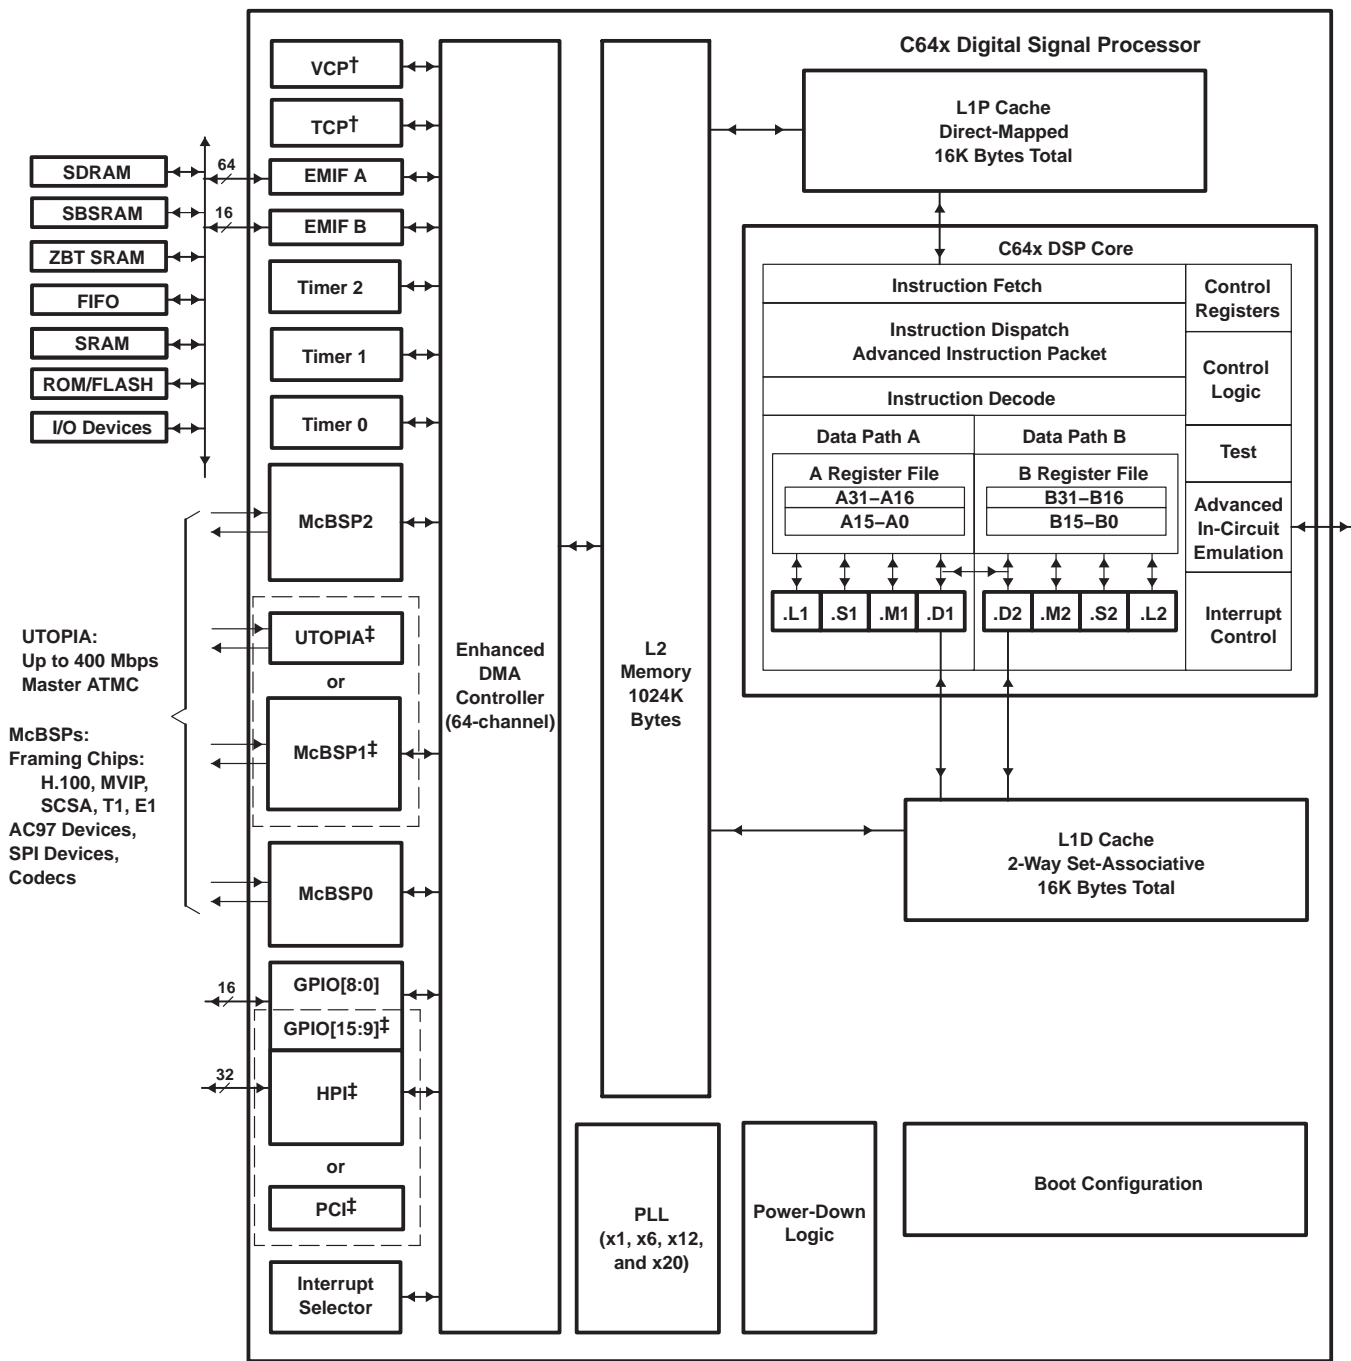 C64x Digital Signal Processor
VCP†
TCP†
EMIF A
EMIF B
Timer 2
Timer 1
Timer 0
McBSP2
UTOPIA‡
or
McBSP1‡
McBSP0
GPIO[8:0]
GPIO[15:9]‡
HPI‡
or
PCI‡
Interrupt
Selector
64
16
16
32
SDRAM
SBSRAM
ZBT SRAM
FIFO
SRAM
ROM/FLASH
I/O Devices
UTOPIA:
Up to 400 Mbps
Master ATMC
McBSPs:
Framing Chips:
H.100, MVIP,
SCSA, T1, E1
AC97 Devices,
SPI Devices,
Codecs
Enhanced
DMA
Controller
(64-channel)
L2
Memory
1024K
Bytes
L1P Cache
Direct-Mapped
16K Bytes Total
C64x DSP Core
Instruction Fetch
Instruction Dispatch
Advanced Instruction Packet
Instruction Decode
Data Path A
Data Path B
A Register File
A31–A16
A15–A0
B Register File
B31–B16
B15–B0
.L1 .S1 .M1 .D1
.D2 .M2 .S2 .L2
Control
Registers
Control
Logic
Test
Advanced
In-Circuit
Emulation
Interrupt
Control
L1D Cache
2-Way Set-Associative
16K Bytes Total
PLL
(x1, x6, x12,
and x20)
Power-Down
Logic
Boot Configuration